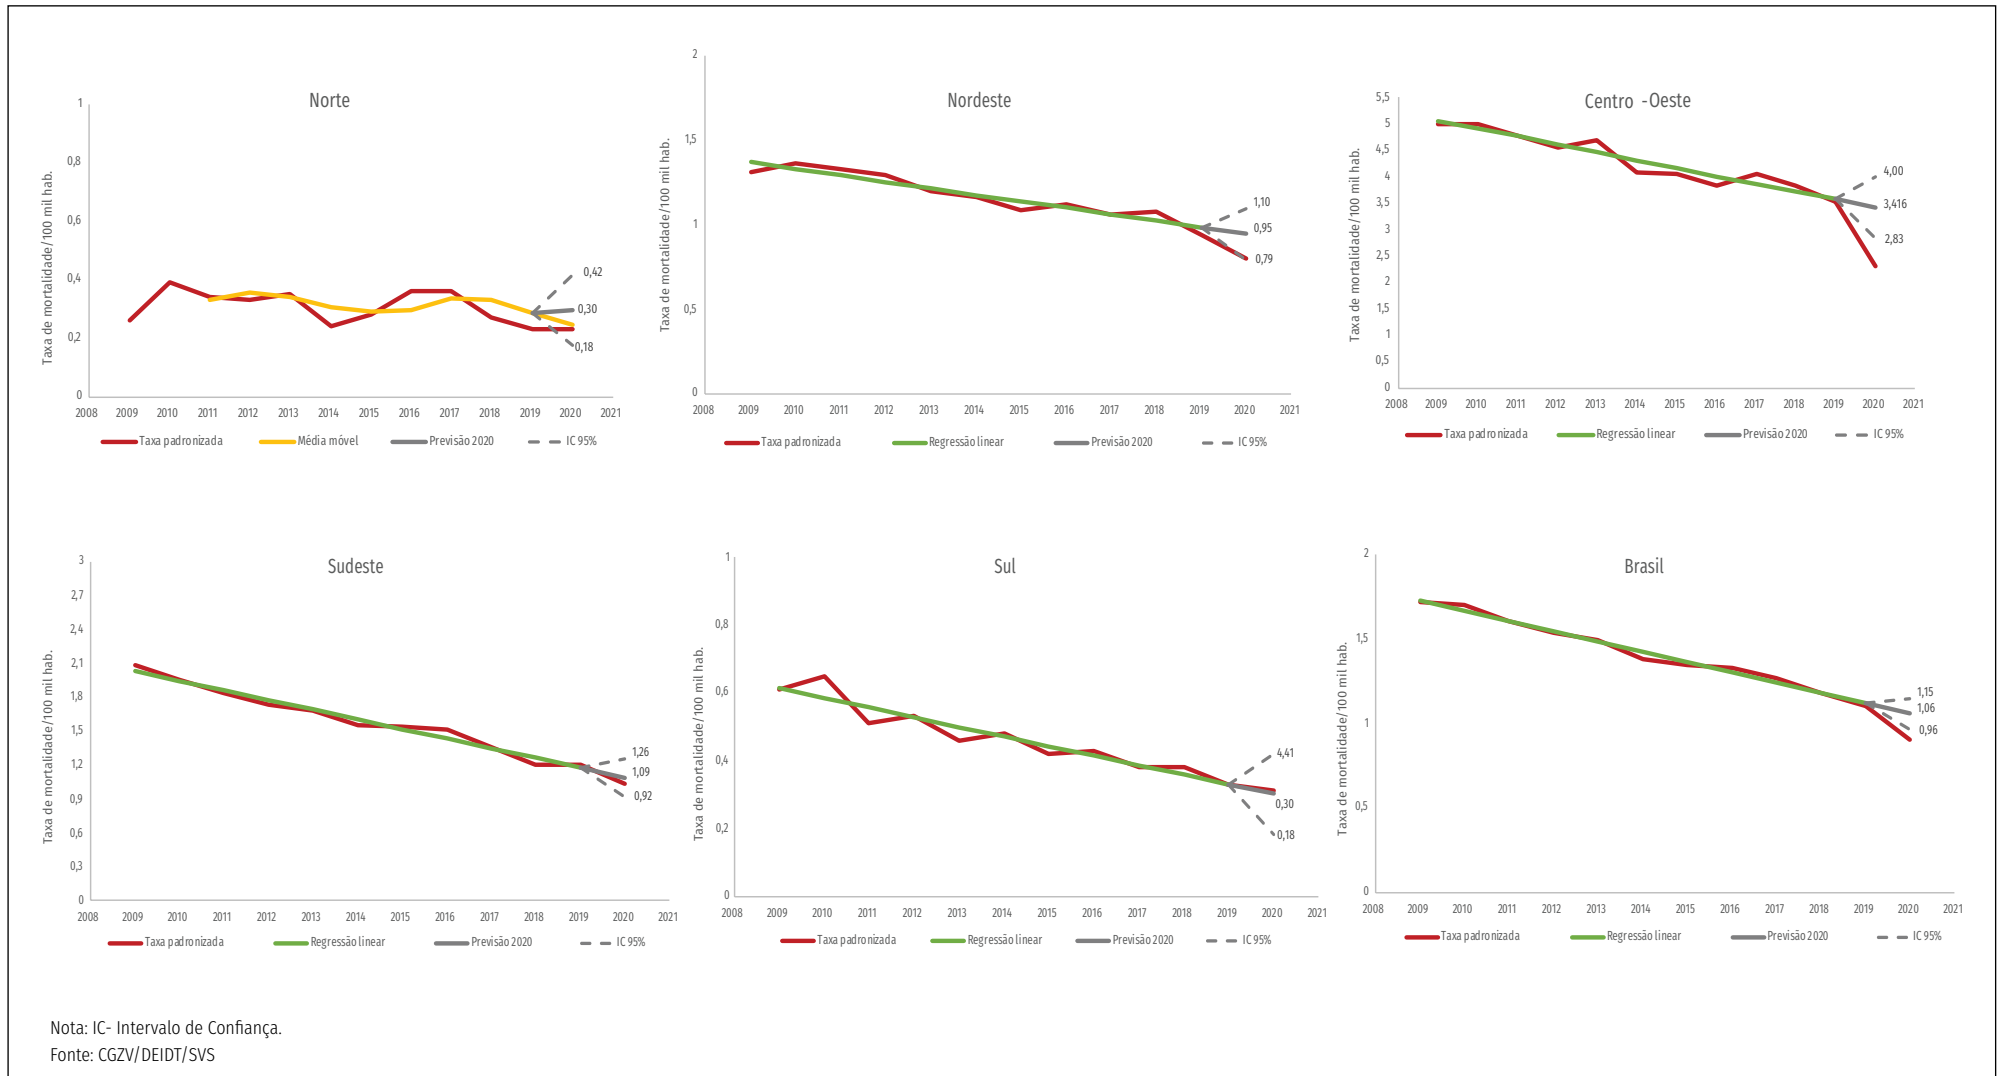 Norte
Taxa de mortalidade/100 mil hab.
1
0,8
0,6
0,4
0,2
0
0,42
0,30
0,18
2008 2009 2010 2011 2012 2013 2014 2015 2016 2017 2018 2019 2020 2021
Taxa padronizada Média móvel Previsão 2020 IC 95%
Nordeste
Taxa de mortalidade/100 mil hab.
2
1,5
1
0,5
0
1,10
0,95
0,79
2008 2009 2010 2011 2012 2013 2014 2015 2016 2017 2018 2019 2020 2021
Taxa padronizada Regressão linear Previsão 2020 IC 95%
Centro -Oeste
Taxa de mortalidade/100 mil hab.
5,5
5
4,5
4
3,5
3
2,5
2
1,5
1
0,5
0
4,00
3,416
2,83
2008 2009 2010 2011 2012 2013 2014 2015 2016 2017 2018 2019 2020 2021
Taxa padronizada Regressão linear Previsão 2020 IC 95%
Sudeste
Taxa de mortalidade/100 mil hab.
3
2,7
2,4
2,1
1,8
1,5
1,2
0,9
0,6
0,3
0
1,26
1,09
0,92
2008 2009 2010 2011 2012 2013 2014 2015 2016 2017 2018 2019 2020 2021
Taxa padronizada Regressão linear Previsão 2020 IC 95%
Sul
Taxa de mortalidade/100 mil hab.
1
0,8
0,6
0,4
0,2
0
4,41
0,30
0,18
2008 2009 2010 2011 2012 2013 2014 2015 2016 2017 2018 2019 2020 2021
Taxa padronizada Regressão linear Previsão 2020 IC 95%
Brasil
Taxa de mortalidade/100 mil hab.
2
1,5
1
0,5
0
1,15
1,06
0,96
2008 2009 2010 2011 2012 2013 2014 2015 2016 2017 2018 2019 2020 2021
Taxa padronizada Regressão linear Previsão 2020 IC 95%
Nota: IC- Intervalo de Confiança.
Fonte: CGZV/DEIDT/SVS